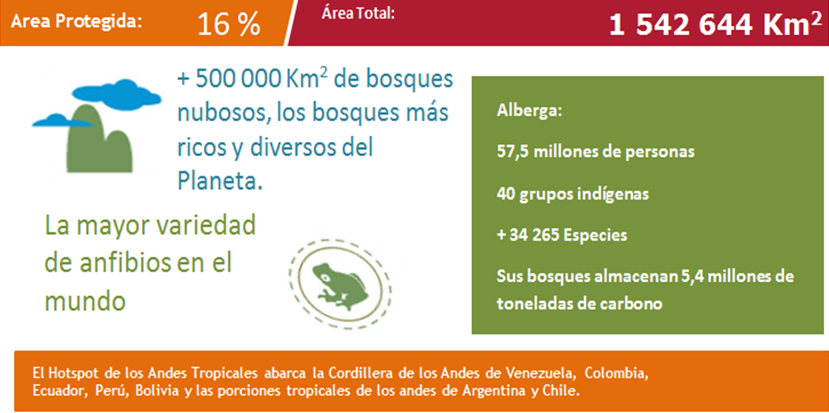 Area Protegida: 16 %
Área Total: 1 542 644 Km²
+ 500 000 Km² de bosques
nubosos, los bosques más
ricos y diversos del
Planeta.
La mayor variedad
de anfibios en el
mundo
Alberga:
57,5 millones de personas
40 grupos indígenas
+ 34 265 Especies
Sus bosques almacenan 5,4 millones de
toneladas de carbono
El Hotspot de los Andes Tropicales abarca la Cordillera de los Andes de Venezuela, Colombia,
Ecuador, Perú, Bolivia y las porciones tropicales de los andes de Argentina y Chile.